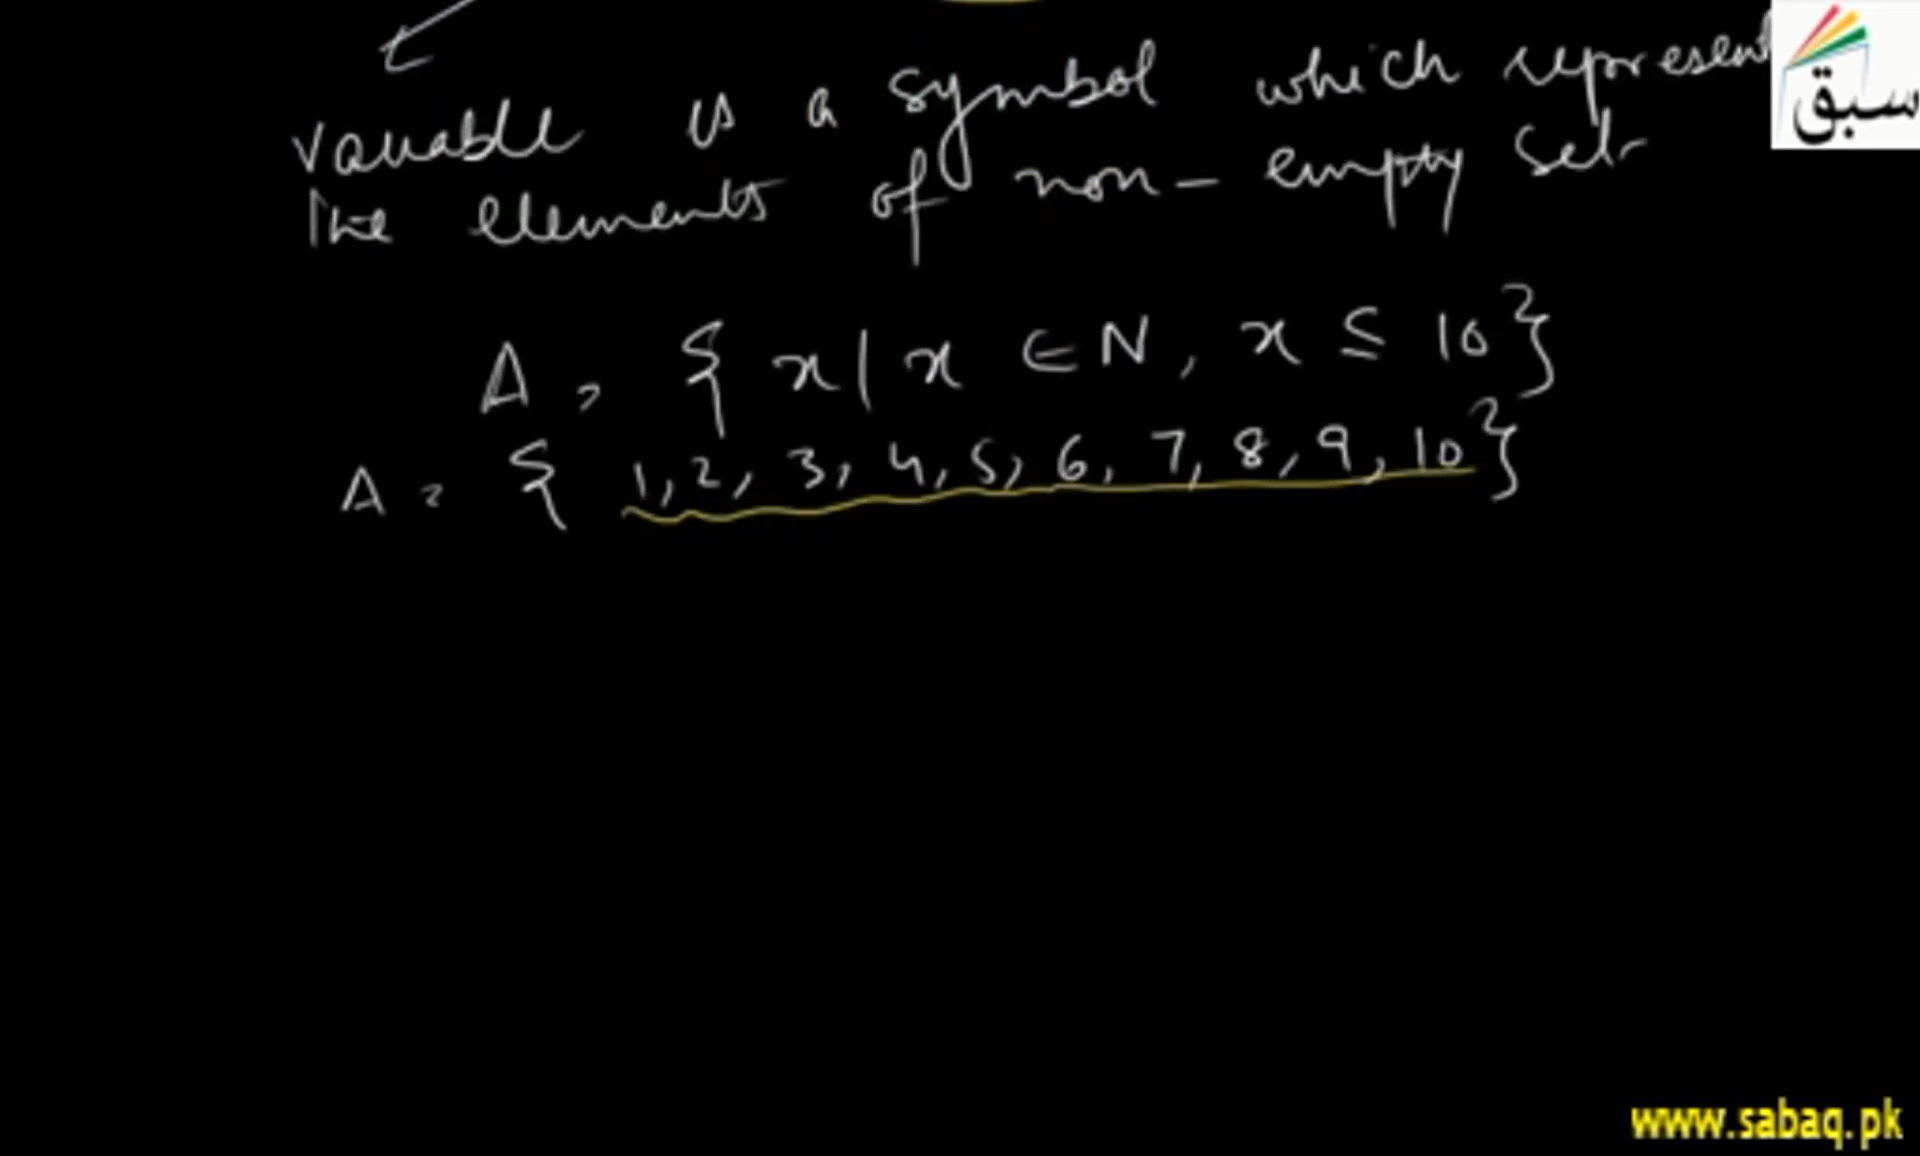 variable is a symbol which represent
سبق
the elements of non-empty set
A = { x | x ∈ N, x ≤ 10 }
A = { 1, 2, 3, 4, 5, 6, 7, 8, 9, 10 }
www.sabaq.pk